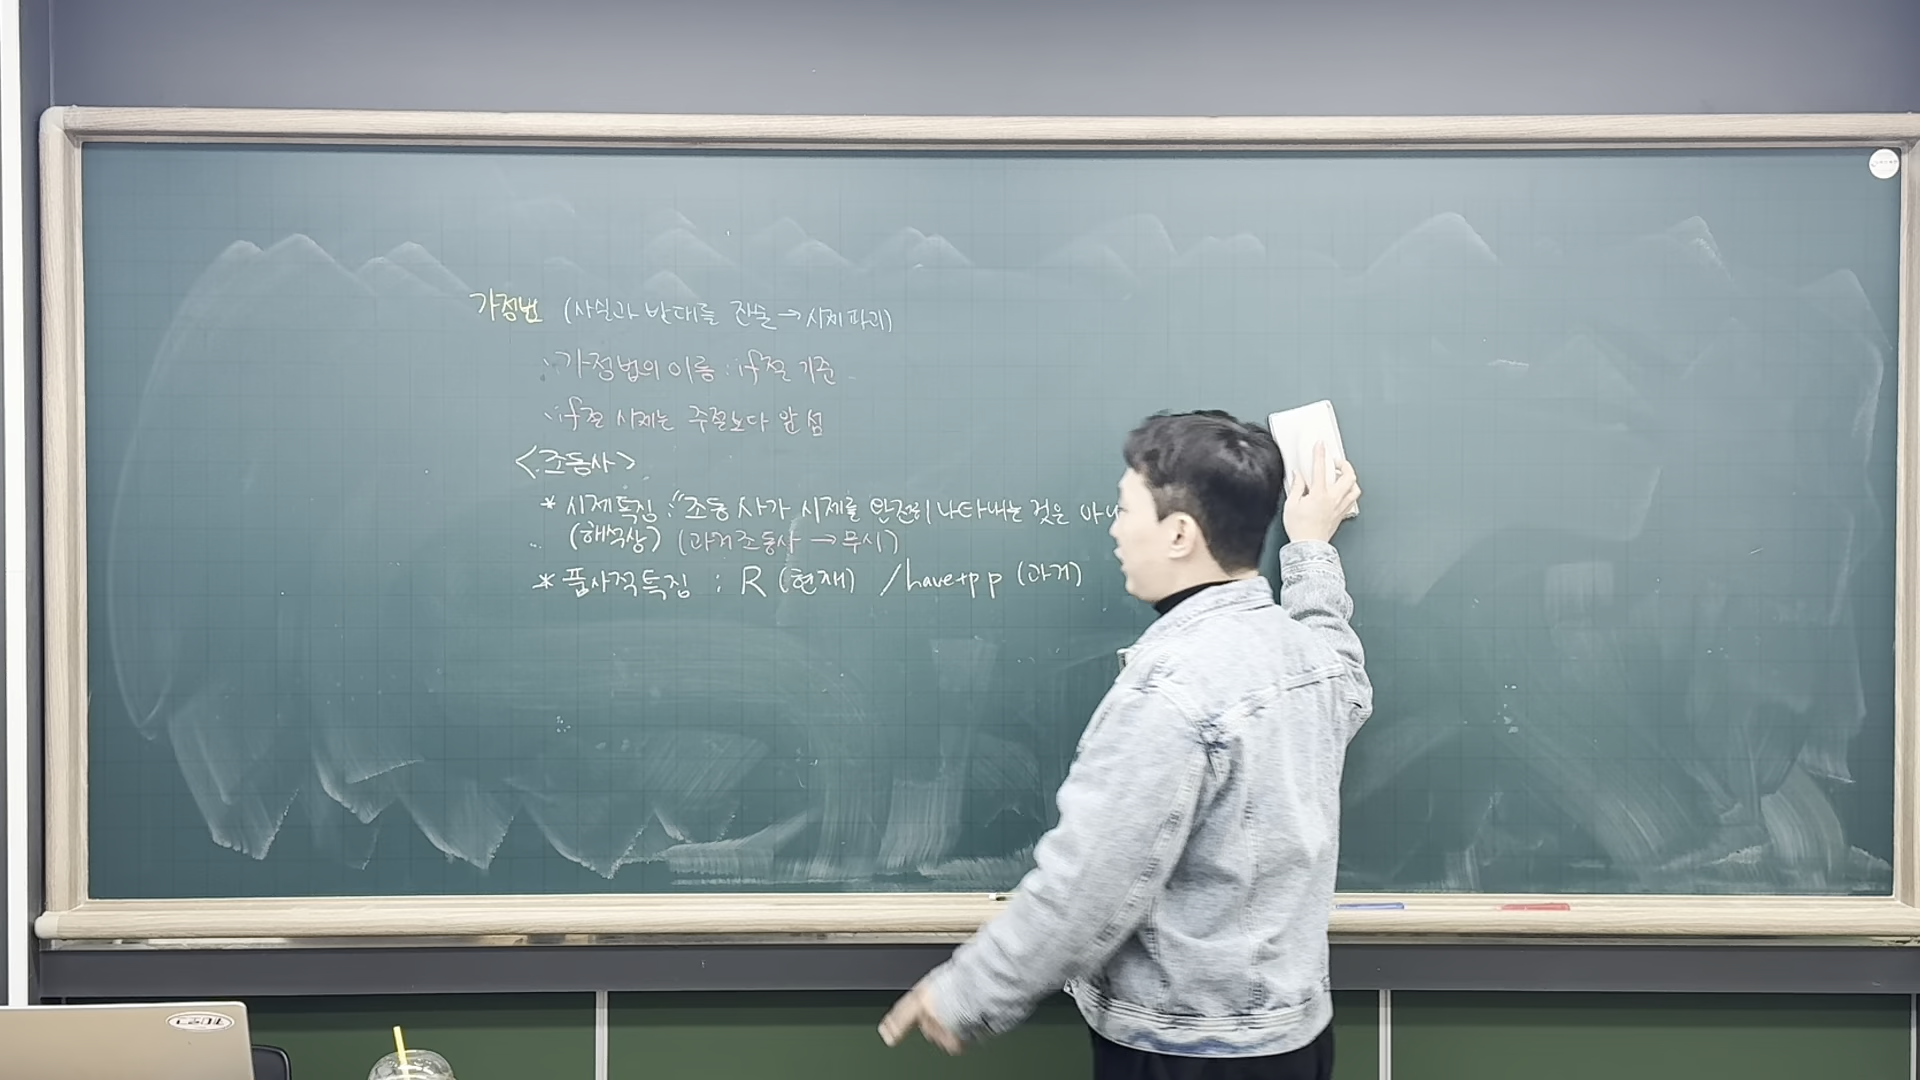 가정법 (사실과 반대를 진술 → 시제파괴)
· 가정법의 이름 : if절 기준
· if절 시제는 주절보다 앞섬
<조동사>
* 시제특징 : "조동사가 시제를 완전히 나타내는 것은 아니
(해석상) (과거조동사 → 무시)
* 품사적특징 : R (현재) / have+pp (과거)